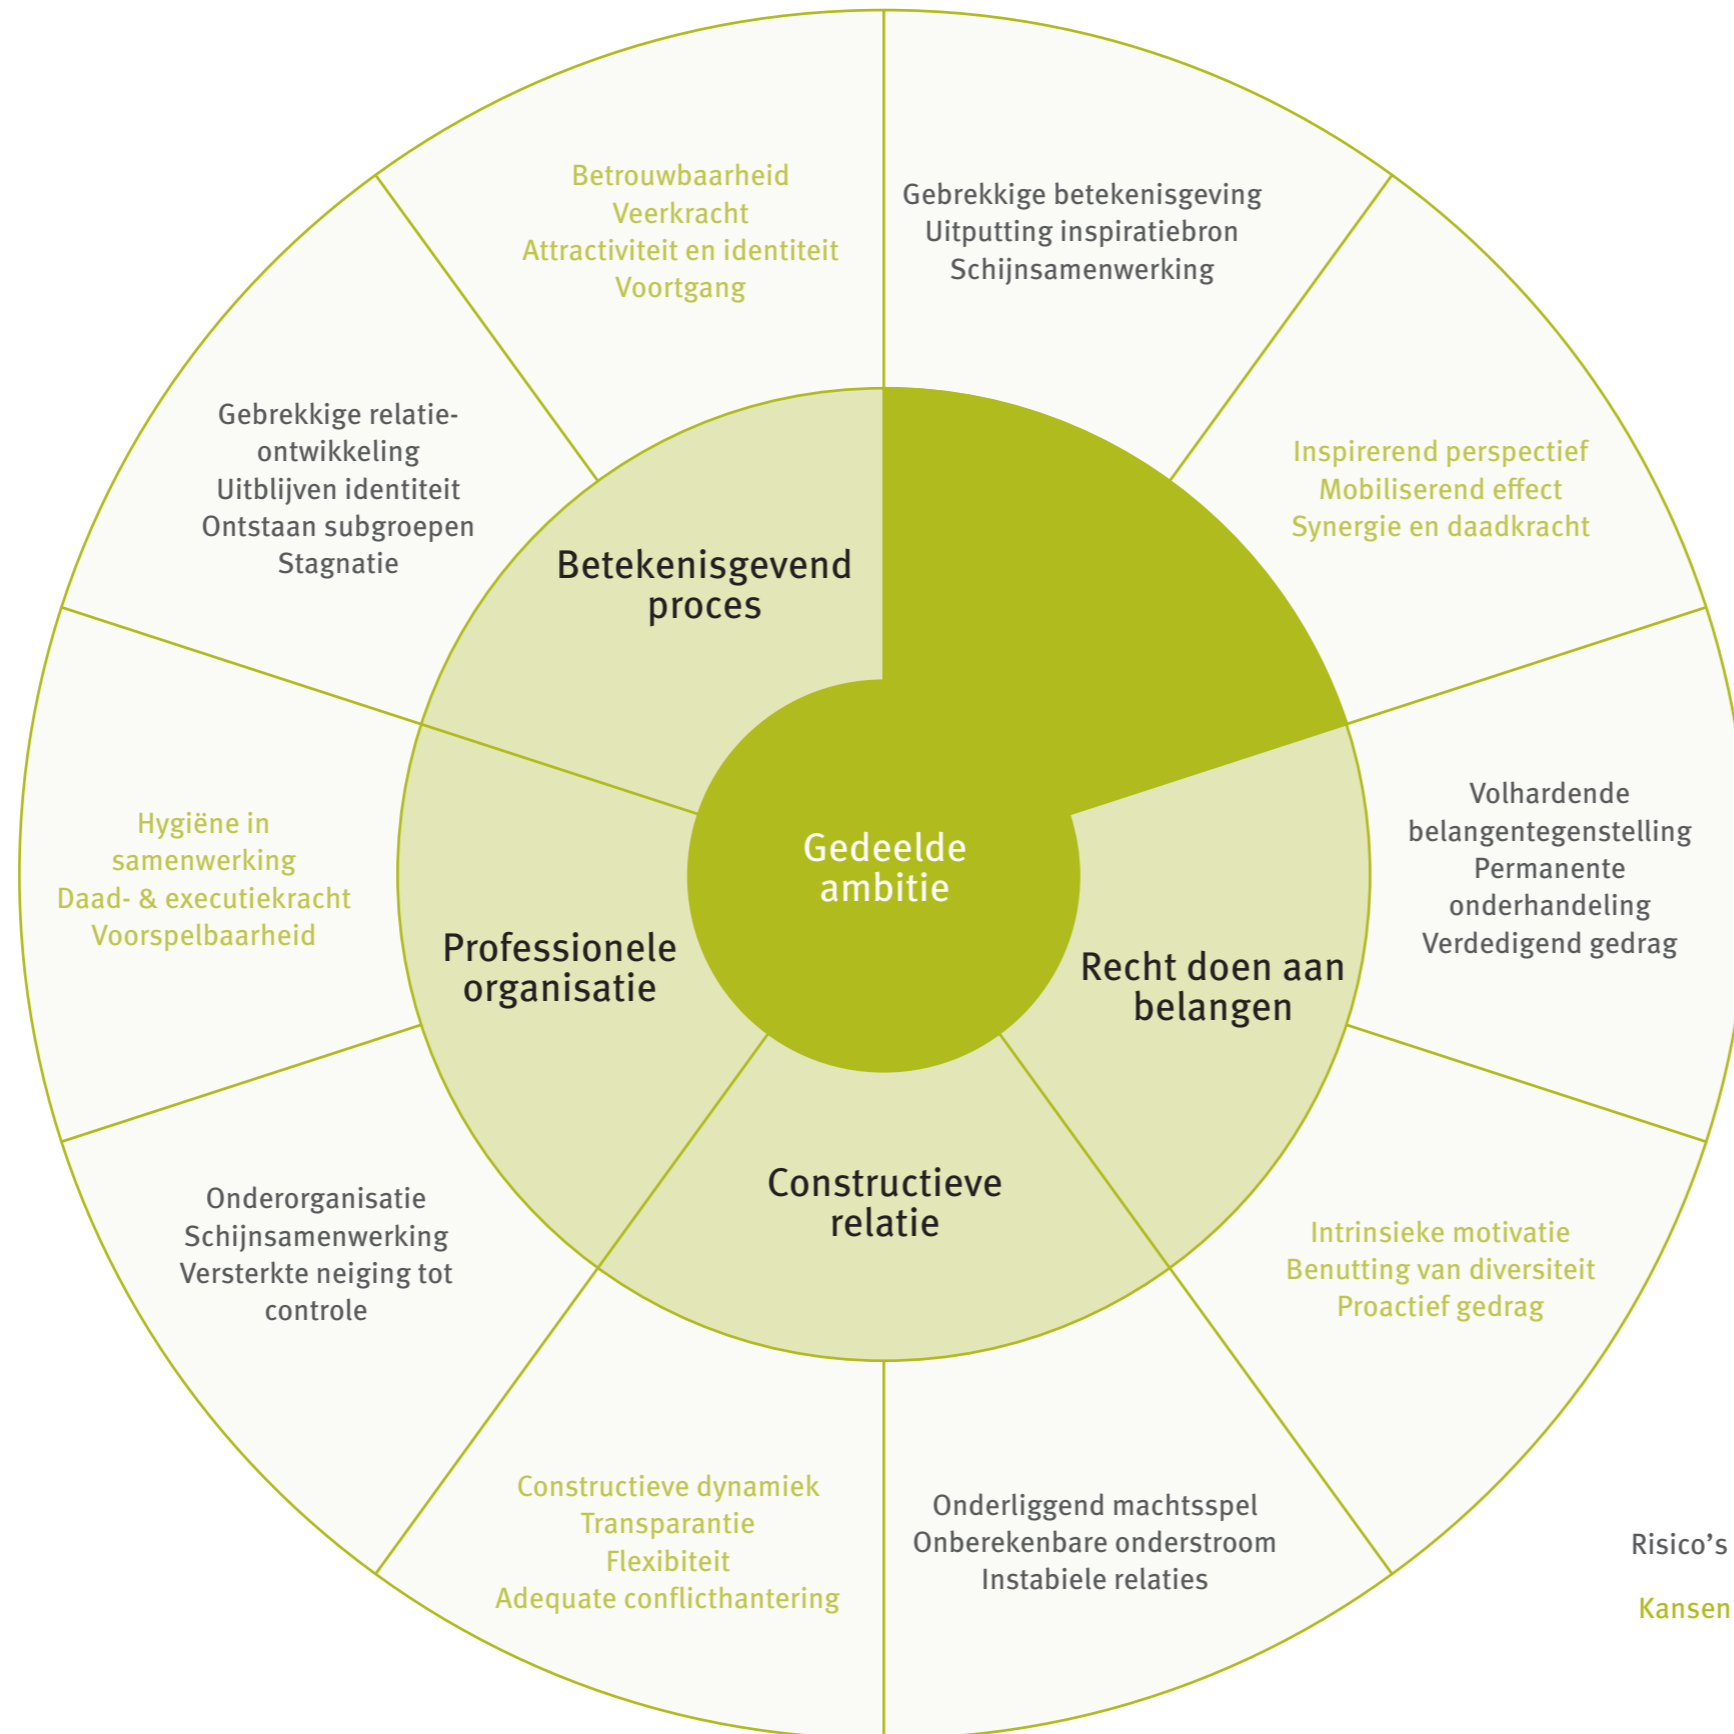 Betrouwbaarheid
Veerkracht
Attractiviteit en identiteit
Voortgang
Gebrekkige betekenisgeving
Uitputting inspiratiebron
Schijnsamenwerking
Inspirerend perspectief
Mobiliserend effect
Synergie en daadkracht
Volhardende
belangentegenstelling
Permanente
onderhandeling
Verdedigend gedrag
Intrinsieke motivatie
Benutting van diversiteit
Proactief gedrag
Onderliggend machtsspel
Onberekenbare onderstroom
Instabiele relaties
Constructieve dynamiek
Transparantie
Flexibiteit
Adequate conflicthantering
Onderorganisatie
Schijnsamenwerking
Versterkte neiging tot
controle
Hygiëne in
samenwerking
Daad- & executiekracht
Voorspelbaarheid
Gebrekkige relatie-
ontwikkeling
Uitblijven identiteit
Ontstaan subgroepen
Stagnatie
Betekenisgevend
proces
Gedeelde
ambitie
Recht doen aan
belangen
Constructieve
relatie
Professionele
organisatie
Risico's
Kansen